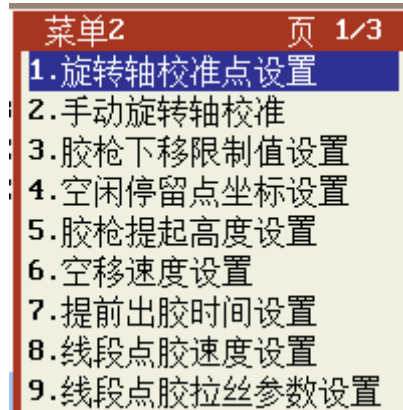 菜单2 页 1/3
1.旋转轴校准点设置
2.手动旋转轴校准
3.胶枪下移限制值设置
4.空闲停留点坐标设置
5.胶枪提起高度设置
6.空移速度设置
7.提前出胶时间设置
8.线段点胶速度设置
9.线段点胶拉丝参数设置